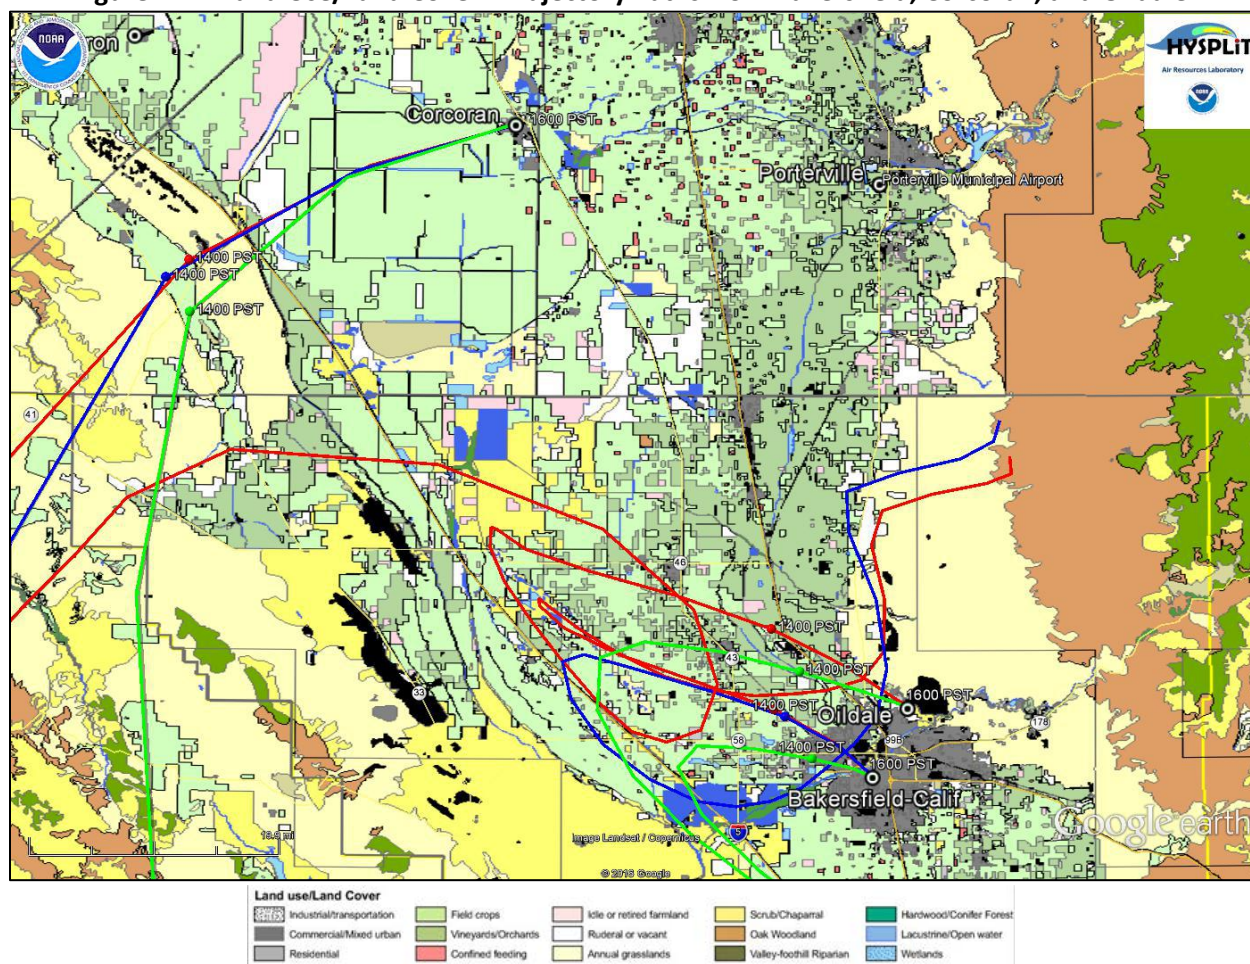 NOAA
ron
HYSPLiT
Air Resources Laboratory
NOAA
Corcoran
1600 PST
Porterville
Porterville Municipal Airport
1400 PST
1400 PST
1400 PST
41
46
1400 PST
43
1400 PST
33
1400 PST
Oildale
1600 PST
178
58
99B
1400 PST
1600 PST
Bakersfield-Calif
5
Image Landsat / Copernicus
Google earth
© 2016 Google
Land use/Land Cover
Industrial/transportation
Field crops
Idle or retired farmland
Scrub/Chaparral
Hardwood/Conifer Forest
Commercial/Mixed urban
Vineyards/Orchards
Ruderal or vacant
Oak Woodland
Lacustrine/Open water
Residential
Confined feeding
Annual grasslands
Valley-foothill Riparian
Wetlands